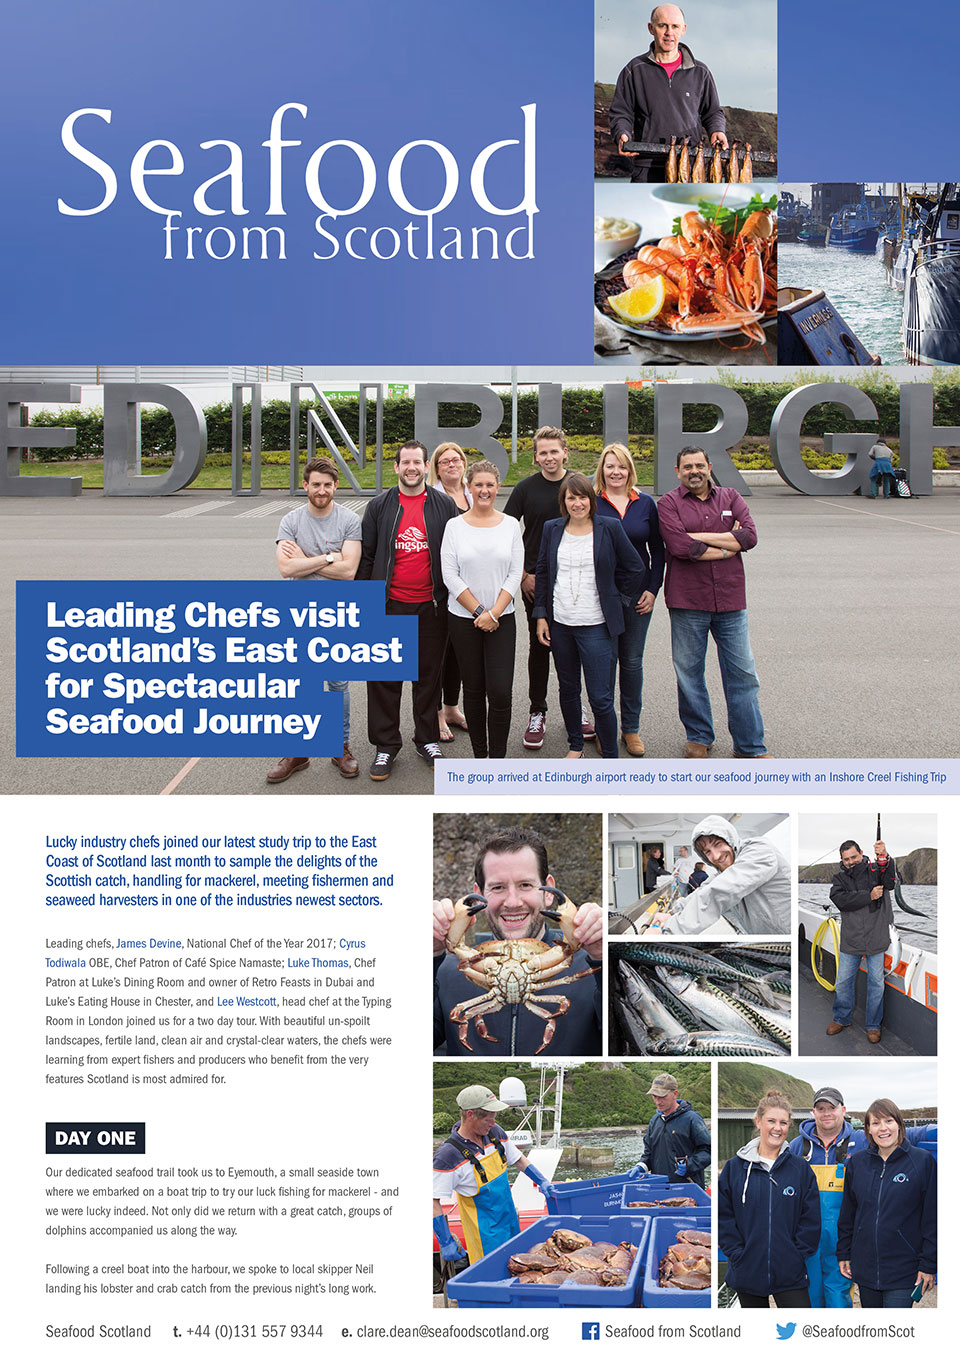 Seafood
from Scotland
INVERNESS
EDINBURGH
Leading Chefs visit
Scotland's East Coast
for Spectacular
Seafood Journey
The group arrived at Edinburgh airport ready to start our seafood journey with an Inshore Creel Fishing Trip
Lucky industry chefs joined our latest study trip to the East
Coast of Scotland last month to sample the delights of the
Scottish catch, handling for mackerel, meeting fishermen and
seaweed harvesters in one of the industries newest sectors.
Leading chefs, James Devine, National Chef of the Year 2017; Cyrus
Todiwala OBE, Chef Patron of Café Spice Namaste; Luke Thomas, Chef
Patron at Luke's Dining Room and owner of Retro Feasts in Dubai and
Luke's Eating House in Chester, and Lee Westcott, head chef at the Typing
Room in London joined us for a two day tour. With beautiful un-spoilt
landscapes, fertile land, clean air and crystal-clear waters, the chefs were
learning from expert fishers and producers who benefit from the very
features Scotland is most admired for.
DAY ONE
Our dedicated seafood trail took us to Eyemouth, a small seaside town
where we embarked on a boat trip to try our luck fishing for mackerel - and
we were lucky indeed. Not only did we return with a great catch, groups of
dolphins accompanied us along the way.
Following a creel boat into the harbour, we spoke to local skipper Neil
landing his lobster and crab catch from the previous night's long work.
Seafood Scotland t. +44 (0)131 557 9344 e. clare.dean@seafoodscotland.org Seafood from Scotland @SeafoodfromScot